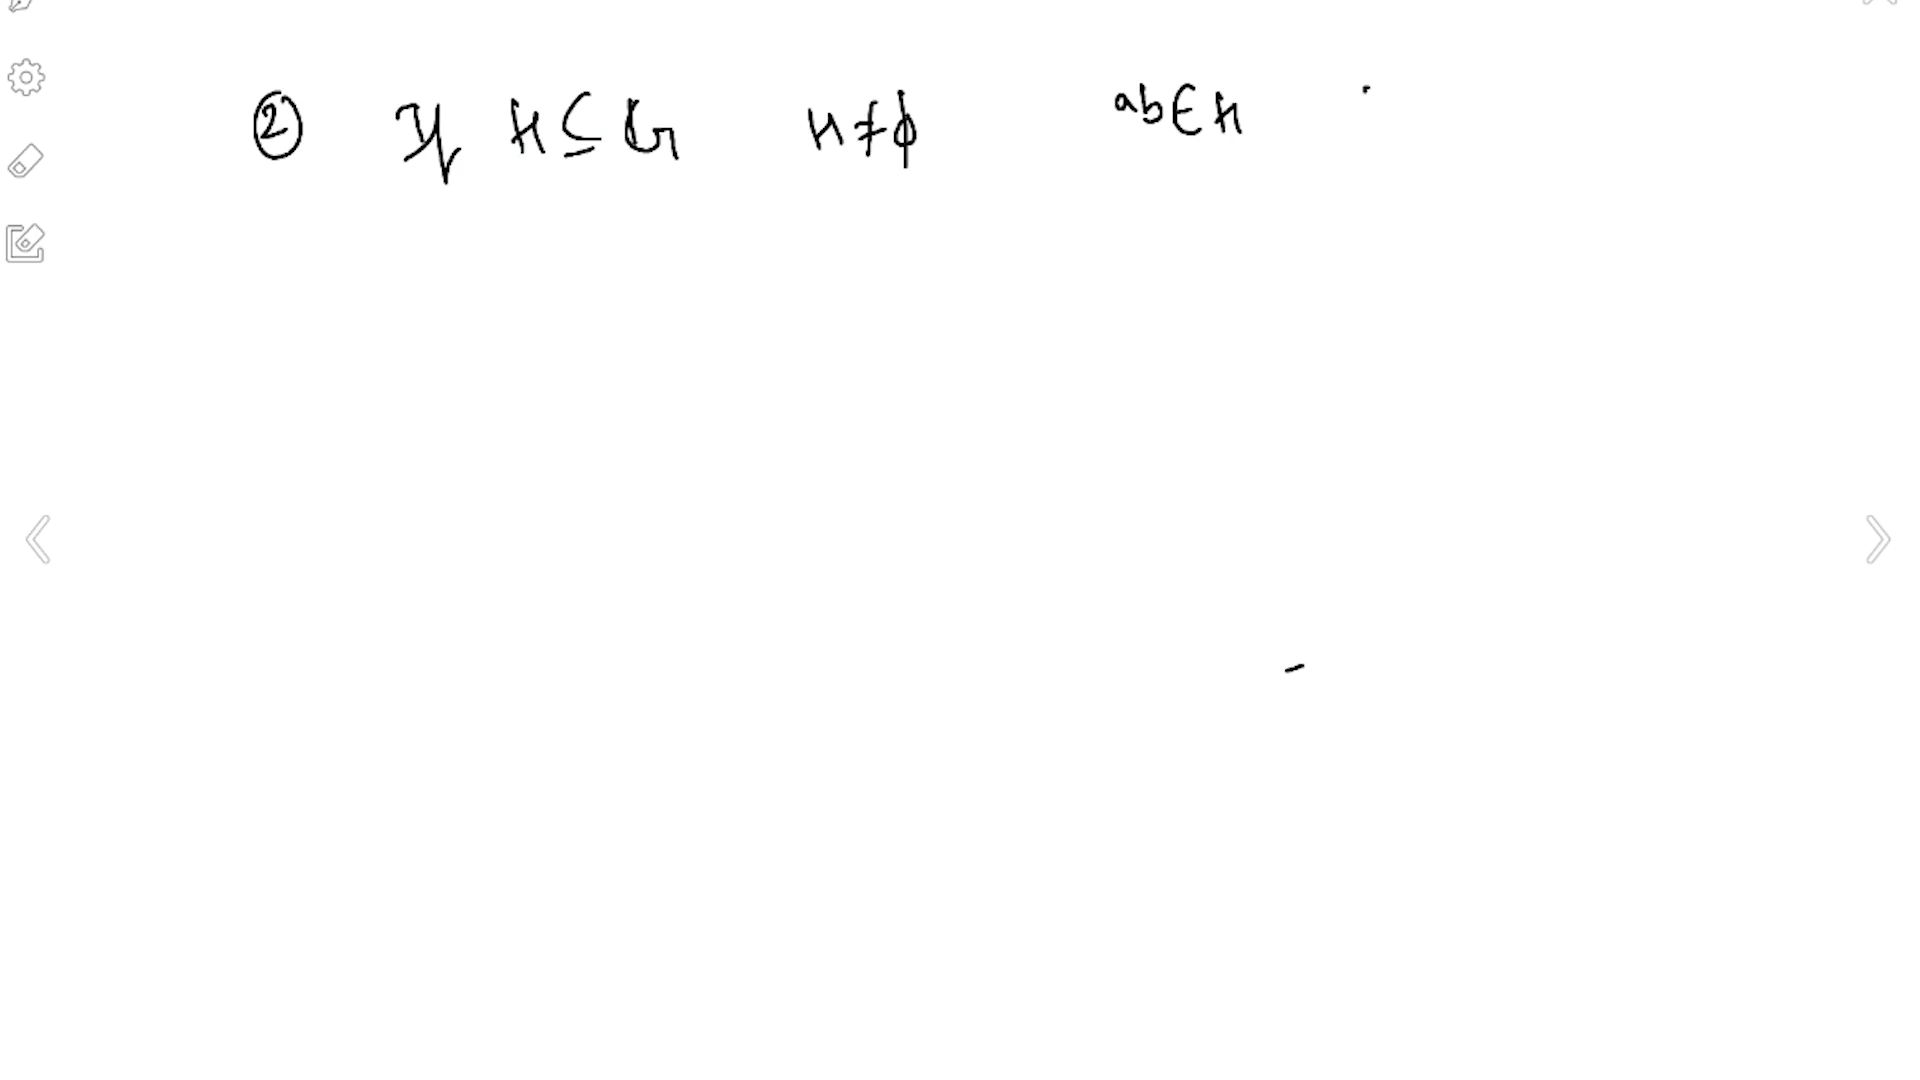 ② If H ⊆ G H ≠ ϕ ab ∈ H